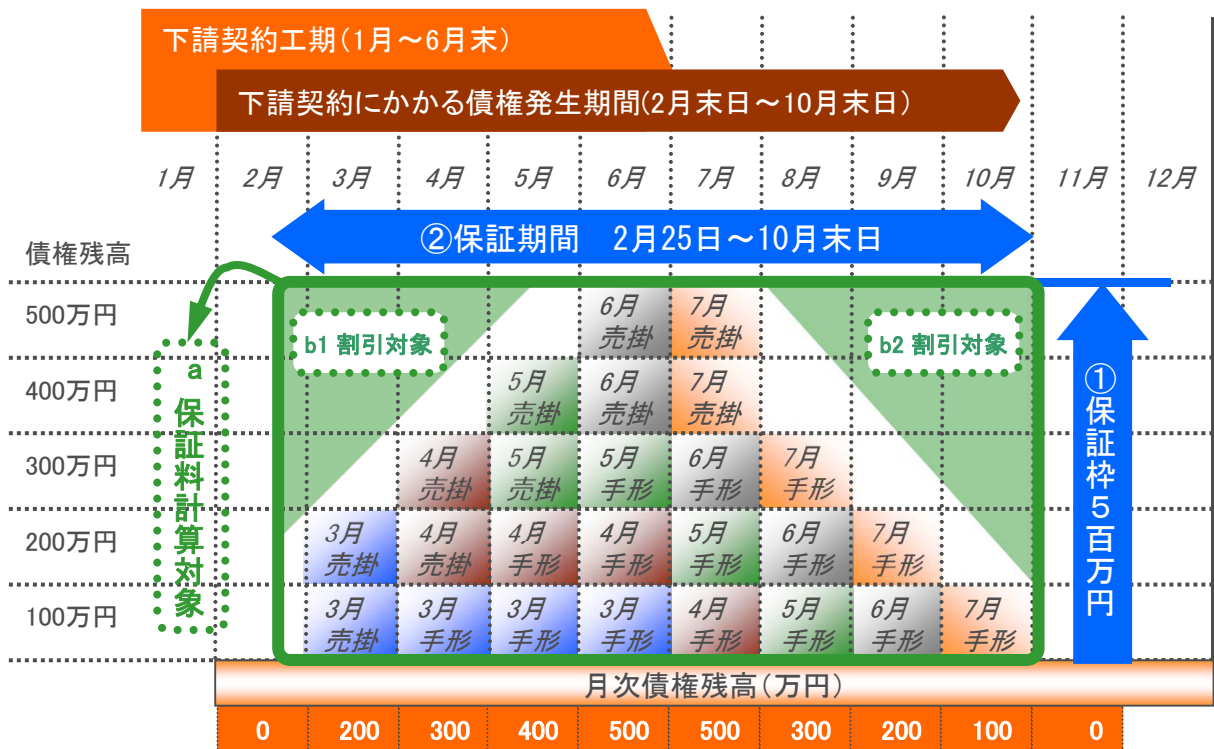 下請契約工期(1月～6月末)
下請契約にかかる債権発生期間(2月末日～10月末日)
1月 2月 3月 4月 5月 6月 7月 8月 9月 10月 11月 12月
②保証期間 2月25日～10月末日
債権残高
500万円
400万円
300万円
200万円
100万円
a 保証料計算対象
b1 割引対象
b2 割引対象
①保証枠5百万円
6月 7月
売掛 売掛
5月 6月 7月
売掛 売掛 売掛
4月 5月 5月 6月 7月
売掛 売掛 手形 手形 手形
3月 4月 4月 4月 5月 6月 7月
売掛 売掛 手形 手形 手形 手形 手形
3月 3月 3月 3月 4月 5月 6月 7月
売掛 手形 手形 手形 手形 手形 手形 手形
月次債権残高(万円)
0 200 300 400 500 500 300 200 100 0